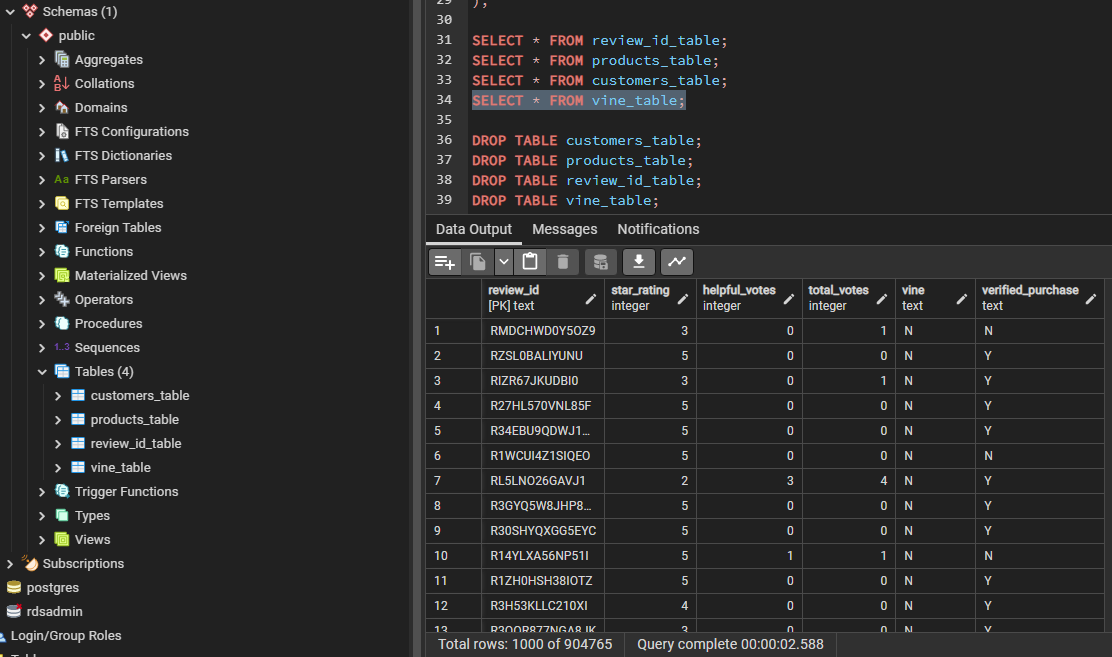 Schemas (1)
public
Aggregates
Collations
Domains
FTS Configurations
FTS Dictionaries
Aa FTS Parsers
FTS Templates
Foreign Tables
Functions
Materialized Views
Operators
Procedures
1..3 Sequences
Tables (4)
customers_table
products_table
review_id_table
vine_table
Trigger Functions
Types
Views
Subscriptions
postgres
rdsadmin
Login/Group Roles
29 );
30
31 SELECT * FROM review_id_table;
32 SELECT * FROM products_table;
33 SELECT * FROM customers_table;
34 SELECT * FROM vine_table;
35
36 DROP TABLE customers_table;
37 DROP TABLE products_table;
38 DROP TABLE review_id_table;
39 DROP TABLE vine_table;
Data Output Messages Notifications
review_id star_rating helpful_votes total_votes vine verified_purchase
[PK] text integer integer integer text text
1 RMDCHWD0Y5OZ9 3 0 1 N N
2 RZSL0BALIYUNU 5 0 0 N Y
3 RIZR67JKUDBI0 3 0 1 N Y
4 R27HL570VNL85F 5 0 0 N Y
5 R34EBU9QDWJ1... 5 0 0 N Y
6 R1WCUI4Z1SIQEO 5 0 0 N N
7 RL5LNO26GAVJ1 2 3 4 N Y
8 R3GYQ5W8JHP8... 5 0 0 N Y
9 R30SHYQXGG5EYC 5 0 0 N Y
10 R14YLXA56NP51I 5 1 1 N N
11 R1ZH0HSH38IOTZ 5 0 0 N Y
12 R3H53KLLC210XI 4 0 0 N Y
13 3 0 0 N Y
Total rows: 1000 of 904765 Query complete 00:00:02.588